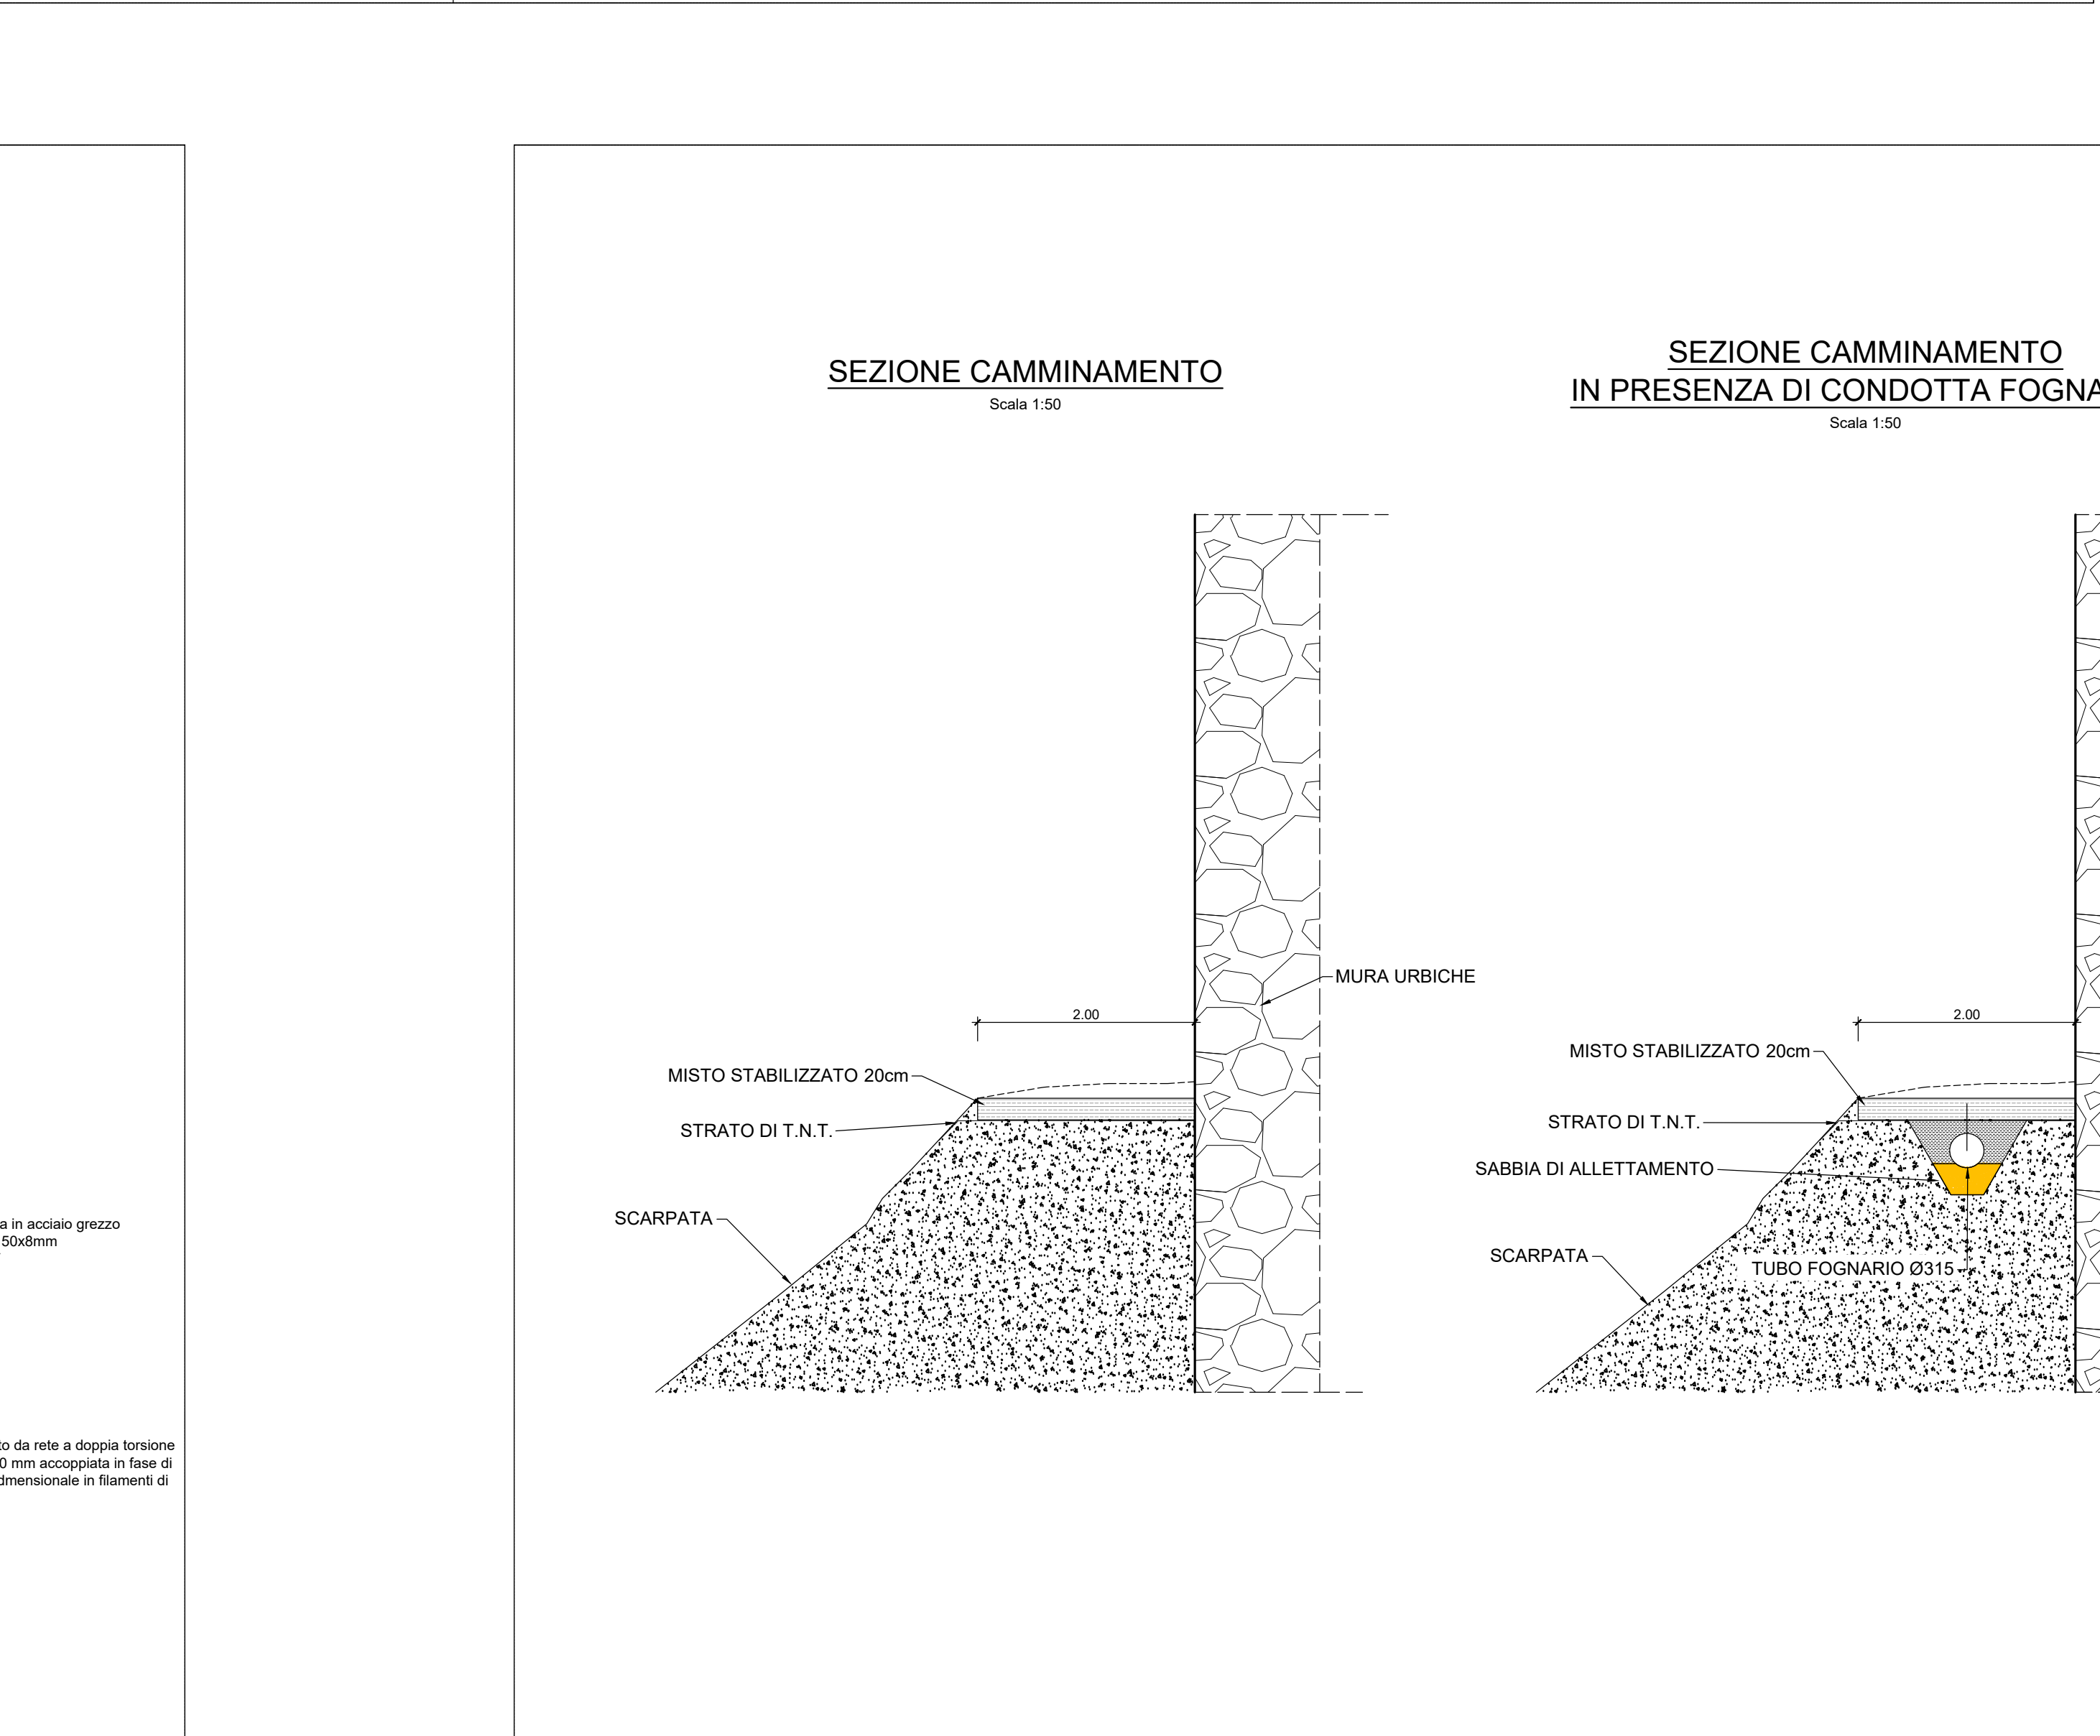 SEZIONE CAMMINAMENTO
Scala 1:50
MURA URBICHE
2.00
MISTO STABILIZZATO 20cm
STRATO DI T.N.T.
SCARPATA
SEZIONE CAMMINAMENTO
IN PRESENZA DI CONDOTTA
Scala 1:50
2.00
MISTO STABILIZZATO 20cm
STRATO DI T.N.T.
SABBIA DI ALLETTAMENTO
SCARPATA
TUBO FOGNARIO Ø315
a in acciaio grezzo
50x8mm
o da rete a doppia torsione
0 mm accoppiata in fase di
dmensionale in filamenti di